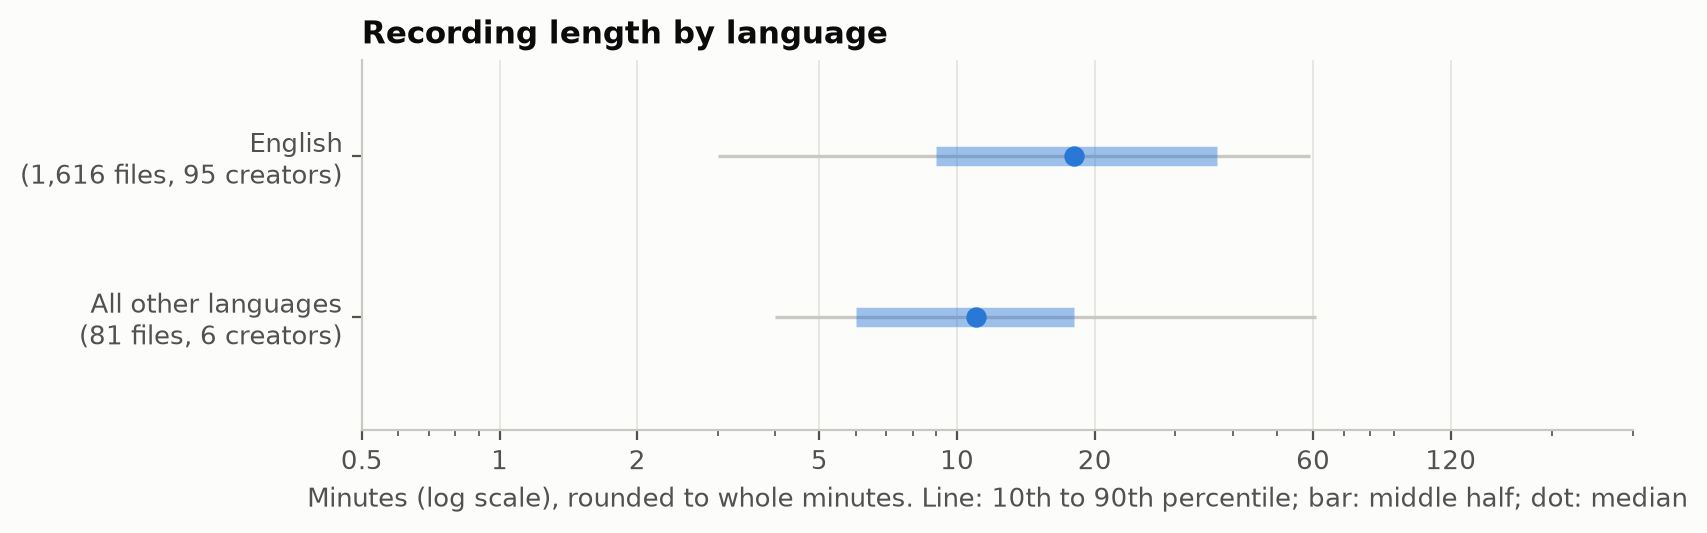 Recording length by language
English
(1,616 files, 95 creators)
All other languages
(81 files, 6 creators)
0.5 1 2 5 10 20 60 120
Minutes (log scale), rounded to whole minutes. Line: 10th to 90th percentile; bar: middle half; dot: median